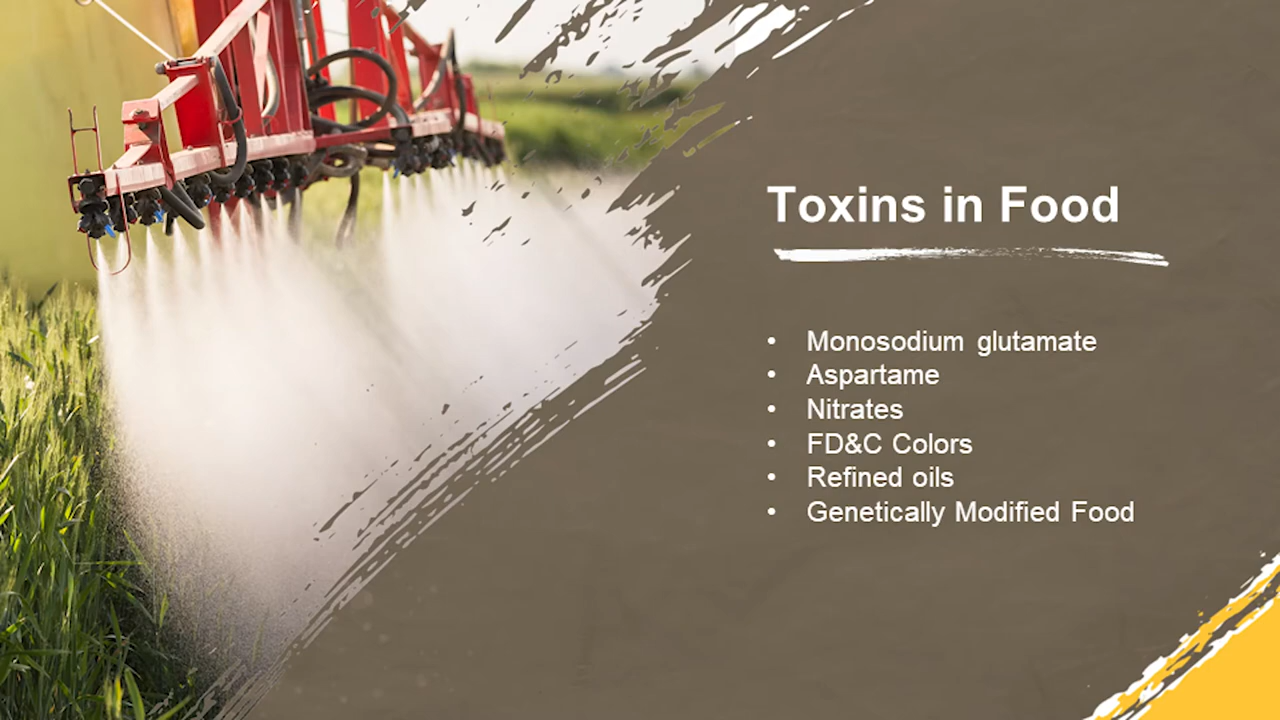 Toxins in Food
• Monosodium glutamate
• Aspartame
• Nitrates
• FD&C Colors
• Refined oils
• Genetically Modified Food